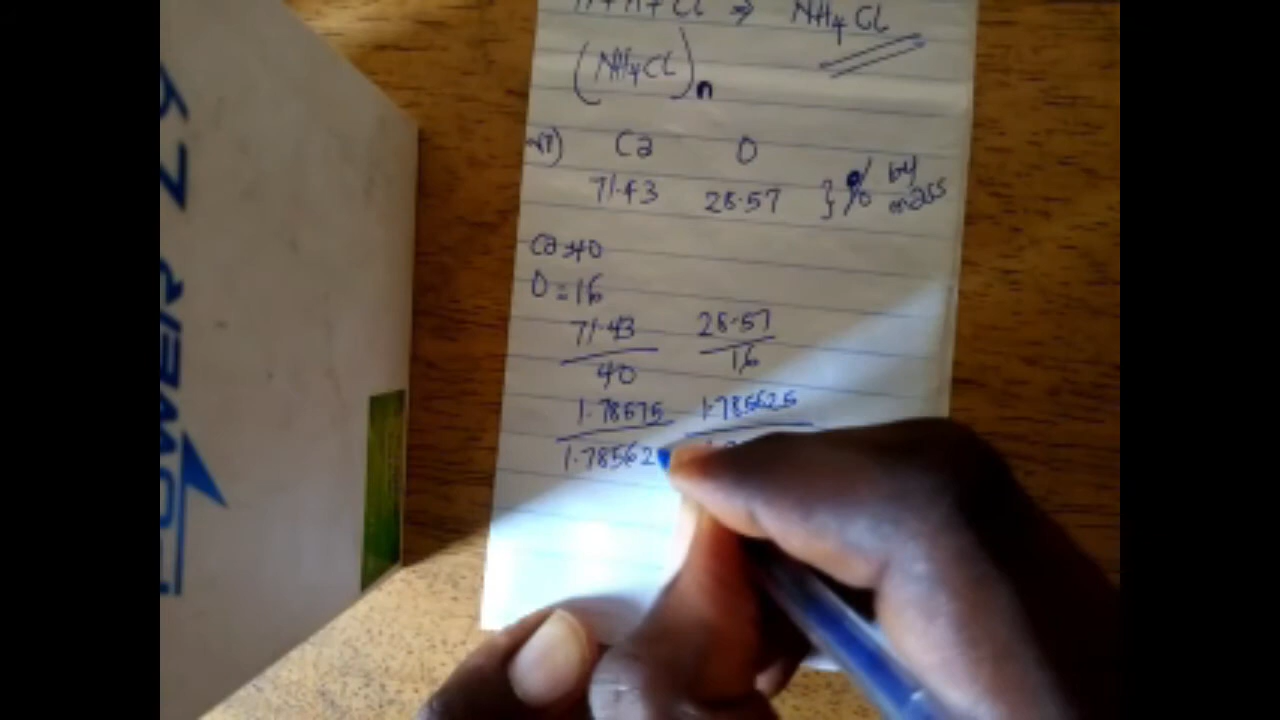 NH4Cl
(NH4Cl)n
Ca O
71.43 28.57 } % by mass
Ca=40
O=16
71.43 28.57
40 16
1.78575 1.785625
1.78562